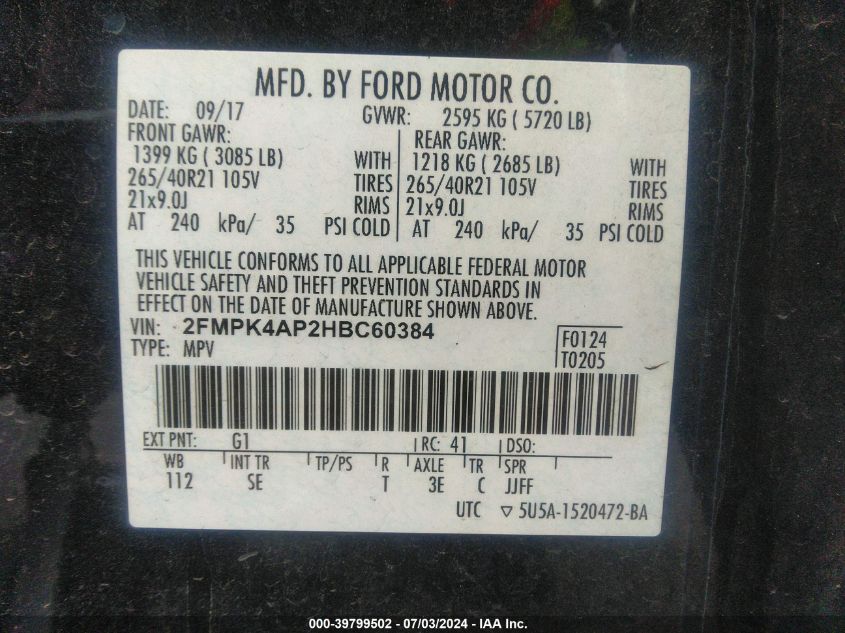 MFD. BY FORD MOTOR CO.
DATE: 09/17 GVWR: 2595 KG ( 5720 LB)
FRONT GAWR: REAR GAWR:
1399 KG ( 3085 LB) WITH 1218 KG ( 2685 LB) WITH
265/40R21 105V TIRES 265/40R21 105V TIRES
21x9.0J RIMS 21x9.0J RIMS
AT 240 kPa/ 35 PSI COLD AT 240 kPa/ 35 PSI COLD
THIS VEHICLE CONFORMS TO ALL APPLICABLE FEDERAL MOTOR
VEHICLE SAFETY AND THEFT PREVENTION STANDARDS IN
EFFECT ON THE DATE OF MANUFACTURE SHOWN ABOVE.
VIN: 2FMPK4AP2HBC60384
TYPE: MPV
F0124
T0205
EXT PNT: G1 RC: 41 DSO:
WB INT TR TP/PS R AXLE TR SPR
112 SE T 3E C JJFF
UTC ▽ 5U5A-1520472-BA
000-39799502 - 07/03/2024 - IAA Inc.